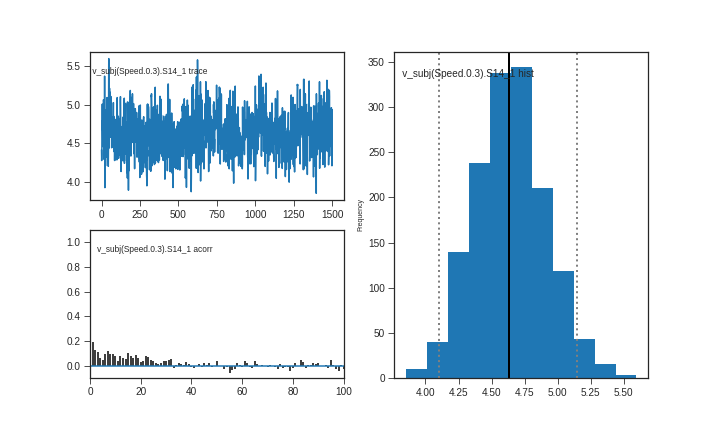 v_subj(Speed.0.3).S14_1 trace
5.5
5.0
4.5
4.0
0 250 500 750 1000 1250 1500
v_subj(Speed.0.3).S14_1 acorr
1.0
0.8
0.6
0.4
0.2
0.0
0 20 40 60 80 100
v_subj(Speed.0.3).S14_1 hist
Frequency
350
300
250
200
150
100
50
0
4.00 4.25 4.50 4.75 5.00 5.25 5.50